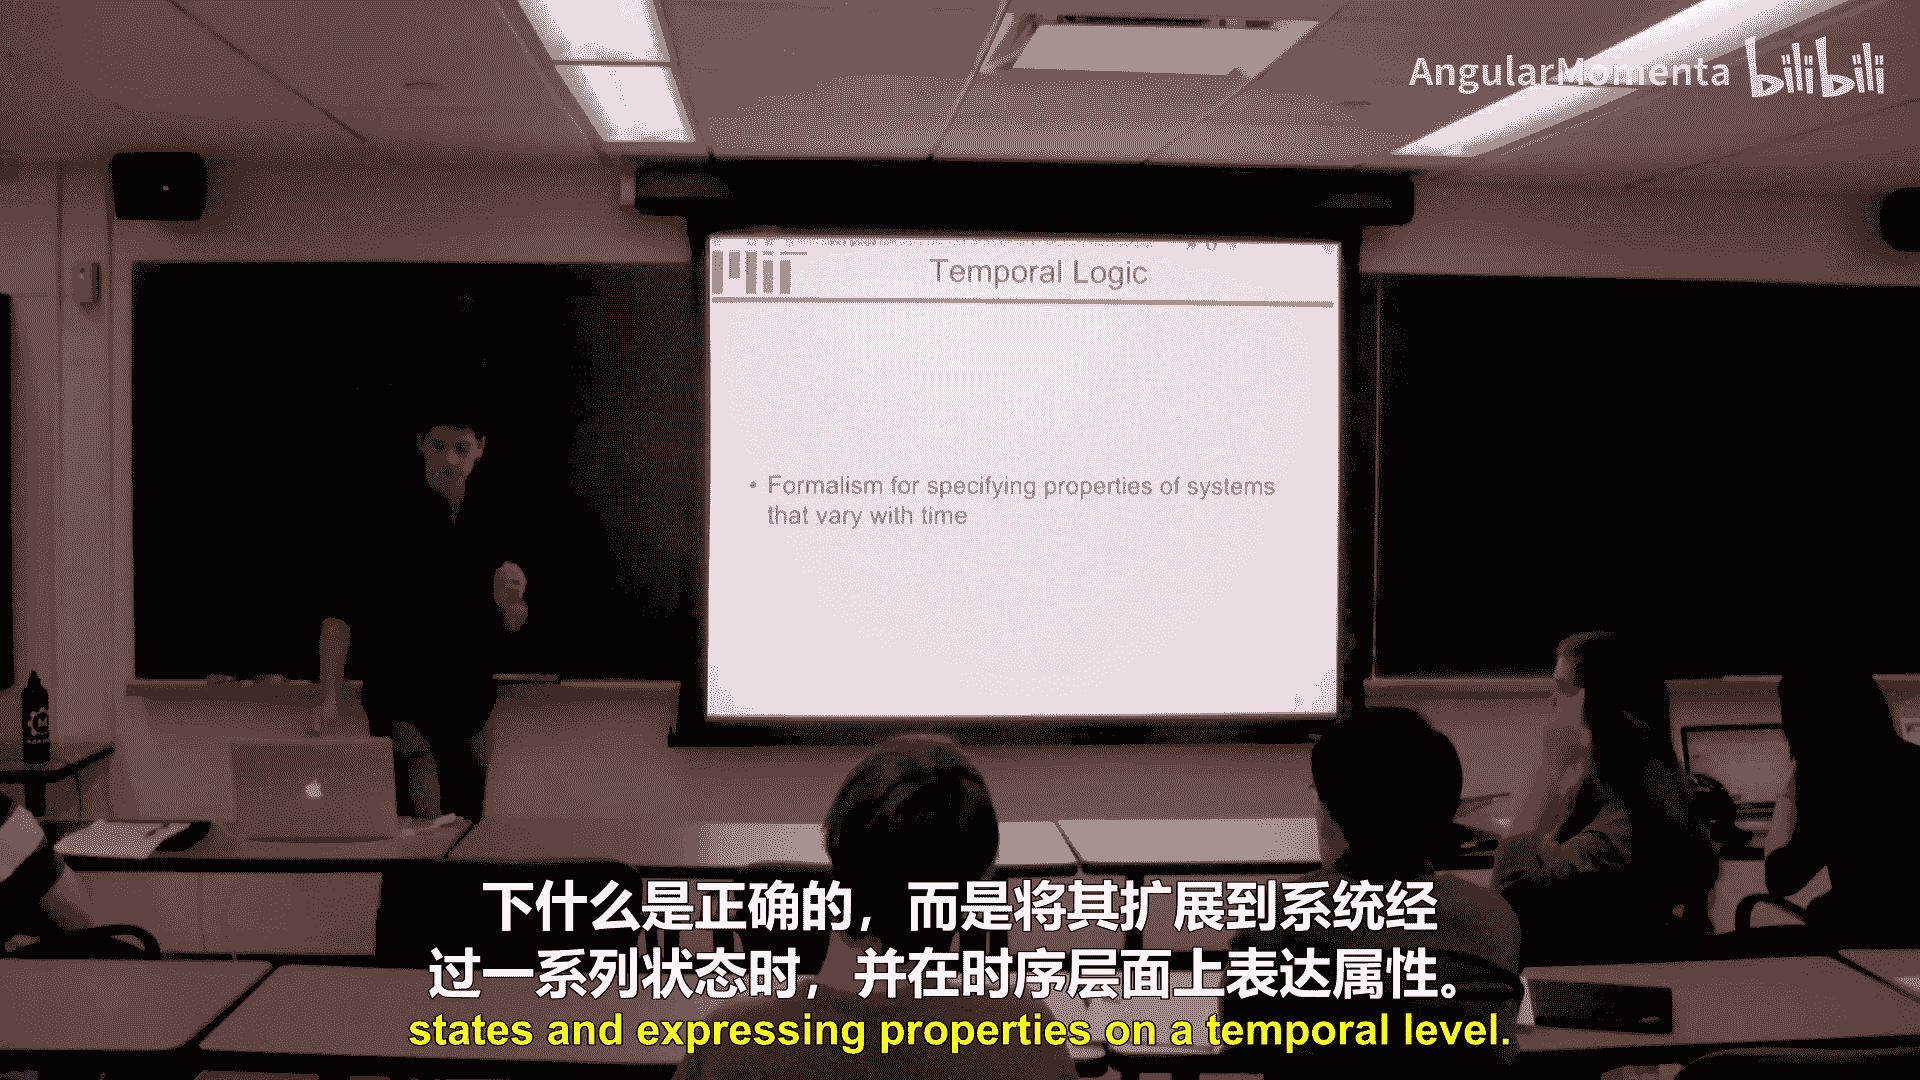 AngularMomenta bilibili
Temporal Logic
• Formalism for specifying properties of systems
that vary with time
下什么是正确的，而是将其扩展到系统经
过一系列状态时，并在时序层面上表达属性。
states and expressing properties on a temporal level.